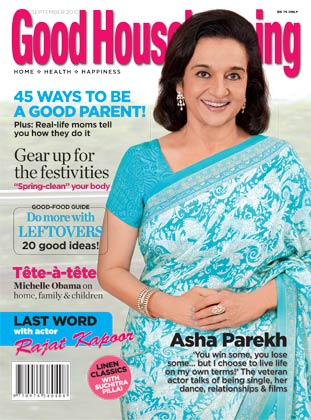 SEPTEMBER 2010
RS 75 ONLY
Good Housekeeping
HOME ❖ HEALTH ❖ HAPPINESS
45 WAYS TO BE
A GOOD PARENT!
Plus: Real-life moms tell
you how they do it
Gear up for
the festivities
“Spring-clean” your body
GOOD-FOOD GUIDE
Do more with
LEFTOVERS
20 good ideas!
Tête-à-tête
Michelle Obama on
home, family & children
LAST WORD
with actor
Rajat Kapoor
LINEN
CLASSICS
WITH
SUCHITRA
PILLAI
Asha Parekh
‘You win some, you lose
some... but I choose to live life
on my own terms!’ The veteran
actor talks of being single, her
dance, relationships & films